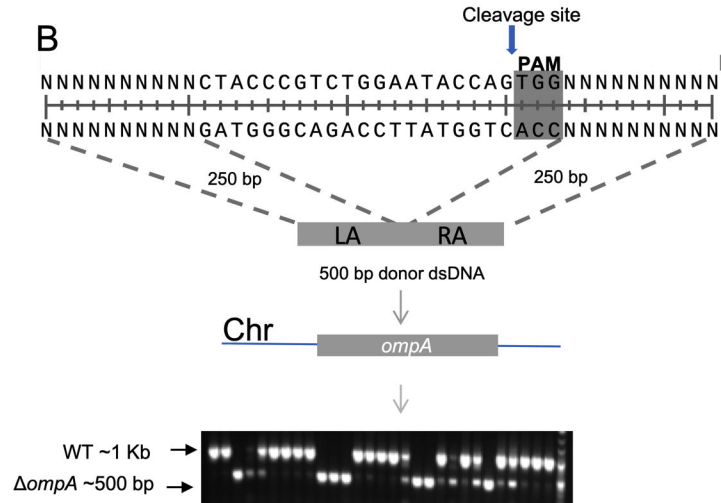 Cleavage site
B
PAM
NNNNNNNNNNCTACCCGTCTGGAATACCAGTGGNNNNNNNNNN
NNNNNNNNNNGATGGGCAGACCTTATGGTCACCNNNNNNNNNN
250 bp
250 bp
LA
RA
500 bp donor dsDNA
Chr
ompA
WT ~1 Kb
ΔompA ~500 bp